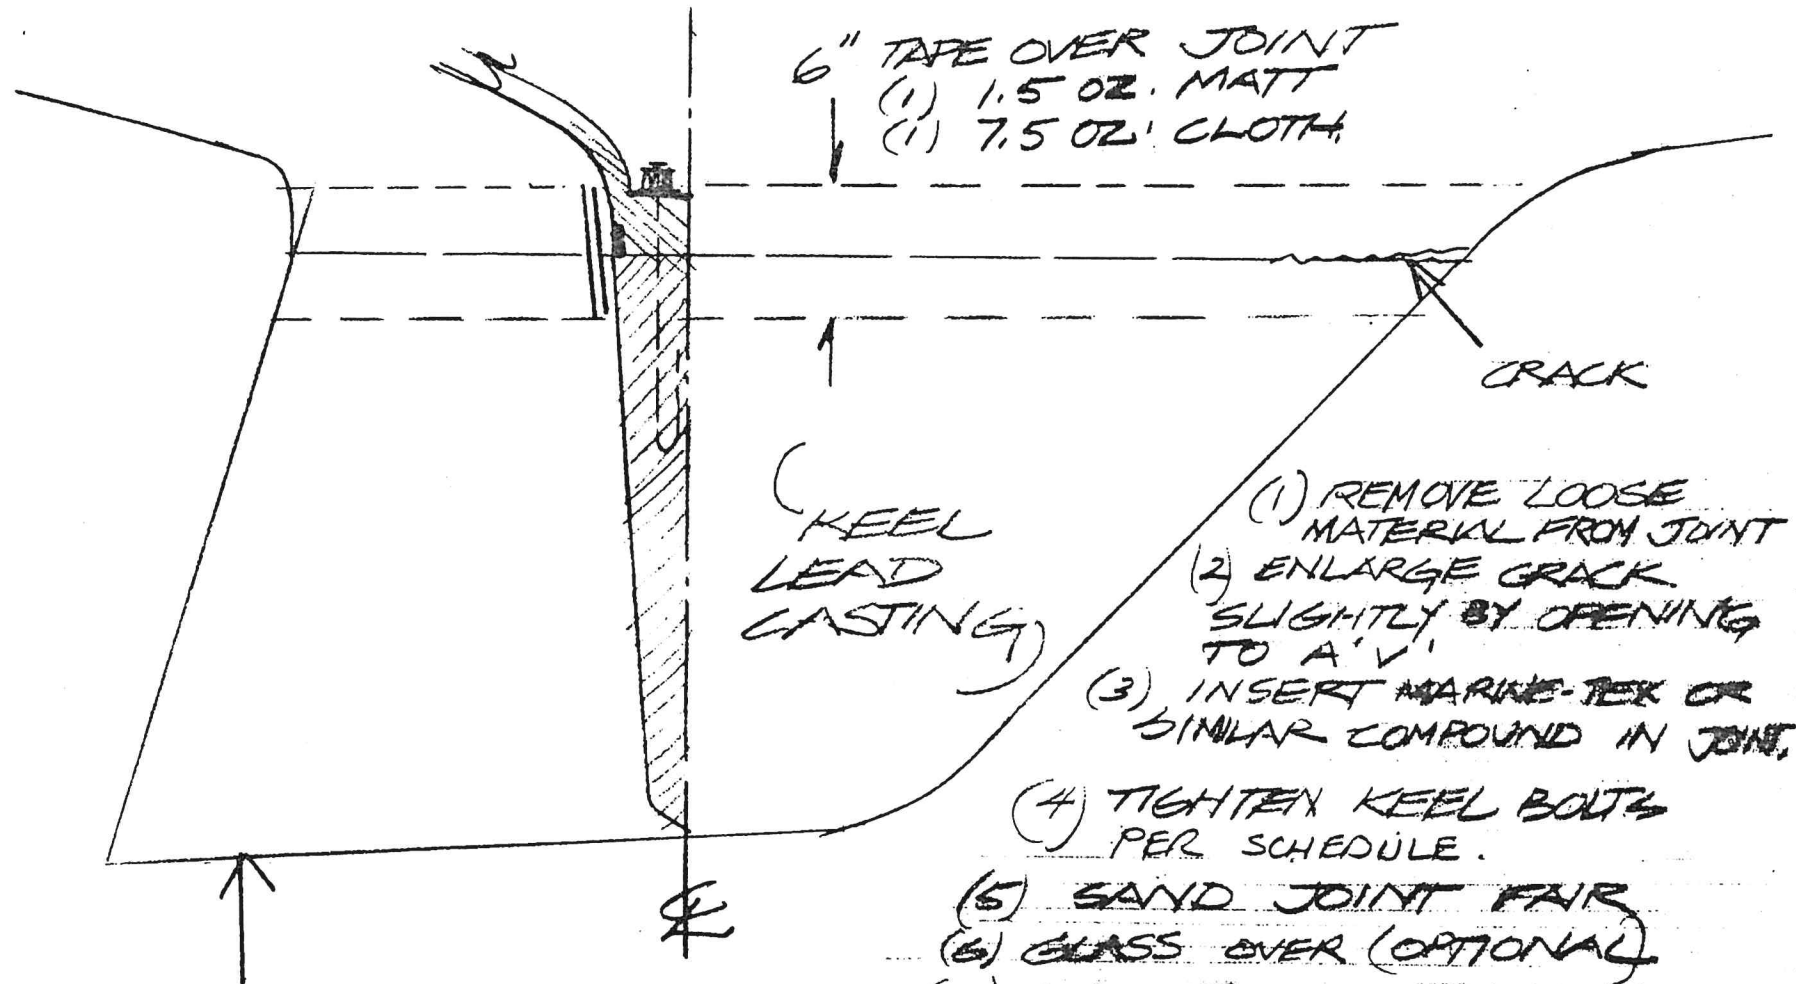 6" TAPE OVER JOINT
(1) 1.5 OZ. MATT
(1) 7.5 OZ. CLOTH.
CRACK
KEEL
LEAD
CASTING
(1) REMOVE LOOSE
MATERIAL FROM JOINT
(2) ENLARGE CRACK
SLIGHTLY BY OPENING
TO A 'V'
(3) INSERT MARINE-TEX OR
SIMILAR COMPOUND IN JOINT.
(4) TIGHTEN KEEL BOLTS
PER SCHEDULE.
(5) SAND JOINT FAIR
(6) GLASS OVER (OPTIONAL)
℄